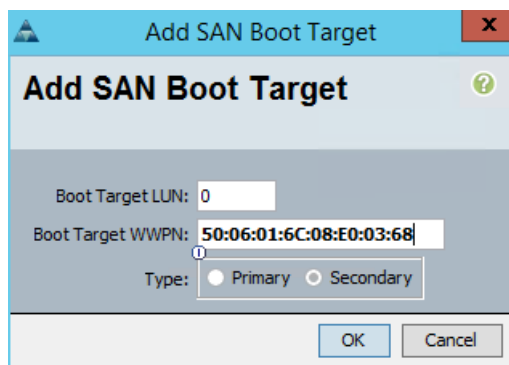 Add SAN Boot Target
X
Add SAN Boot Target
?
Boot Target LUN: 0
Boot Target WWPN: 50:06:01:6C:08:E0:03:68
Type: Primary Secondary
OK Cancel